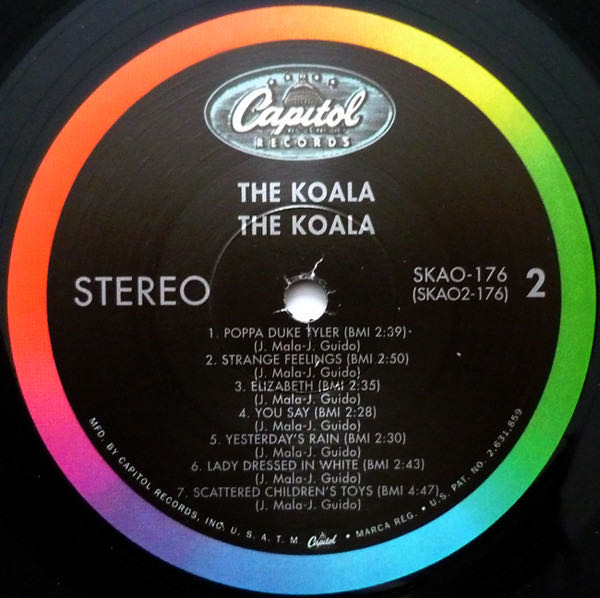 Capitol
RECORDS
THE KOALA
THE KOALA
STEREO
SKAO-176
(SKAO2-176)
2
1. POPPA DUKE TYLER (BMI 2:39)
(J. Mala-J. Guido)
2. STRANGE FEELINGS (BMI 2:50)
(J. Mala-J. Guido)
3. ELIZABETH (BMI 2:35)
(J. Mala-J. Guido)
4. YOU SAY (BMI 2:28)
(J. Mala-J. Guido)
5. YESTERDAY'S RAIN (BMI 2:30)
(J. Mala-J. Guido)
6. LADY DRESSED IN WHITE (BMI 2:43)
(J. Mala-J. Guido)
7. SCATTERED CHILDREN'S TOYS (BMI 4:47)
(J. Mala-J. Guido)
MFD. BY CAPITOL RECORDS, INC. U. S. A. T. M Capitol • MARCA REG. • U.S. PAT. NO. 2,631,859